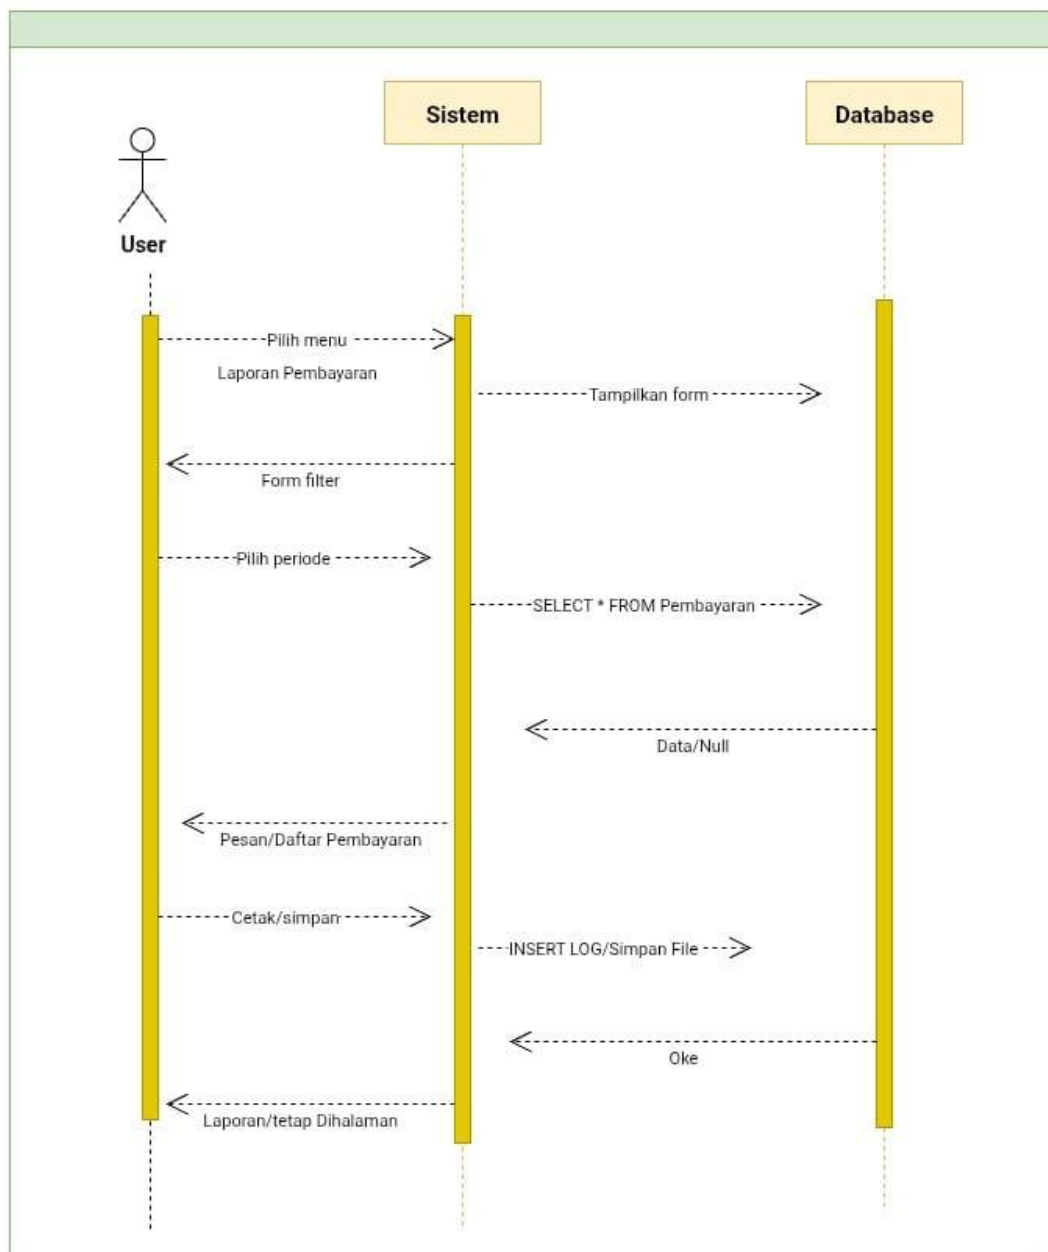 Sistem
Database
User
Pilih menu
Laporan Pembayaran
Tampilkan form
Form filter
Pilih periode
SELECT * FROM Pembayaran
Data/Null
Pesan/Daftar Pembayaran
Cetak/simpan
INSERT LOG/Simpan File
Oke
Laporan/tetap Dihalaman